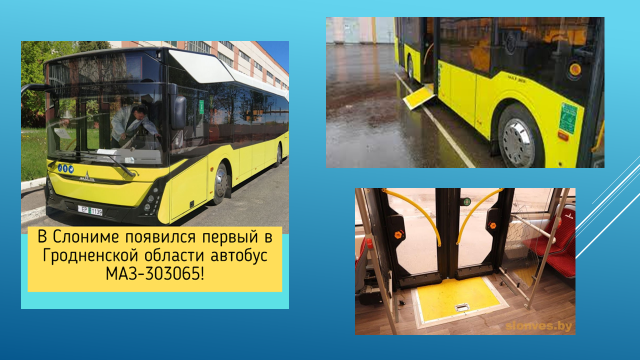 В Слониме появился первый в
Гродненской области автобус
МАЗ-303065!
slonves.by